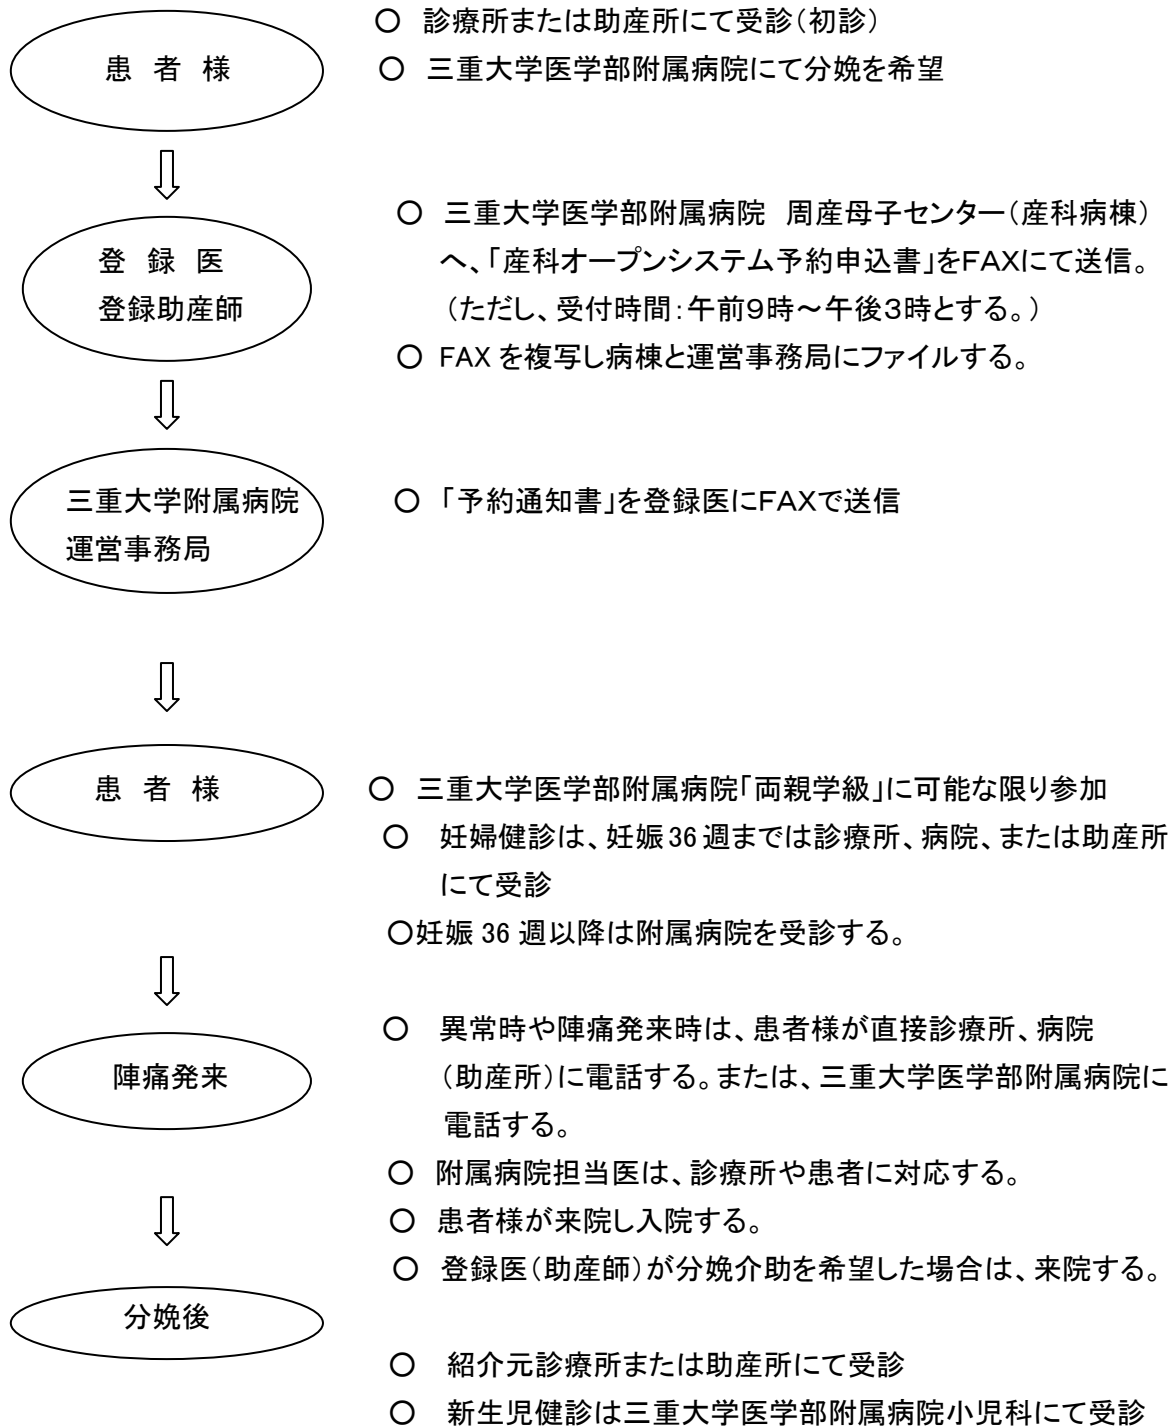 ○ 診療所または助産所にて受診（初診）
患 者 様
○ 三重大学医学部附属病院にて分娩を希望
○ 三重大学医学部附属病院 周産母子センター（産科病棟）
登 録 医
へ、「産科オープンシステム予約申込書」をFAXにて送信。
登録助産師
（ただし、受付時間：午前９時～午後３時とする。）
○ FAX を複写し病棟と運営事務局にファイルする。
三重大学附属病院
運営事務局
○ 「予約通知書」を登録医にFAXで送信
患 者 様
○ 三重大学医学部附属病院「両親学級」に可能な限り参加
○ 妊婦健診は、妊娠 36 週までは診療所、病院、または助産所
にて受診
○妊娠 36 週以降は附属病院を受診する。
陣痛発来
○ 異常時や陣痛発来時は、患者様が直接診療所、病院
（助産所）に電話する。または、三重大学医学部附属病院に
電話する。
○ 附属病院担当医は、診療所や患者に対応する。
○ 患者様が来院し入院する。
○ 登録医（助産師）が分娩介助を希望した場合は、来院する。
分娩後
○ 紹介元診療所または助産所にて受診
○ 新生児健診は三重大学医学部附属病院小児科にて受診